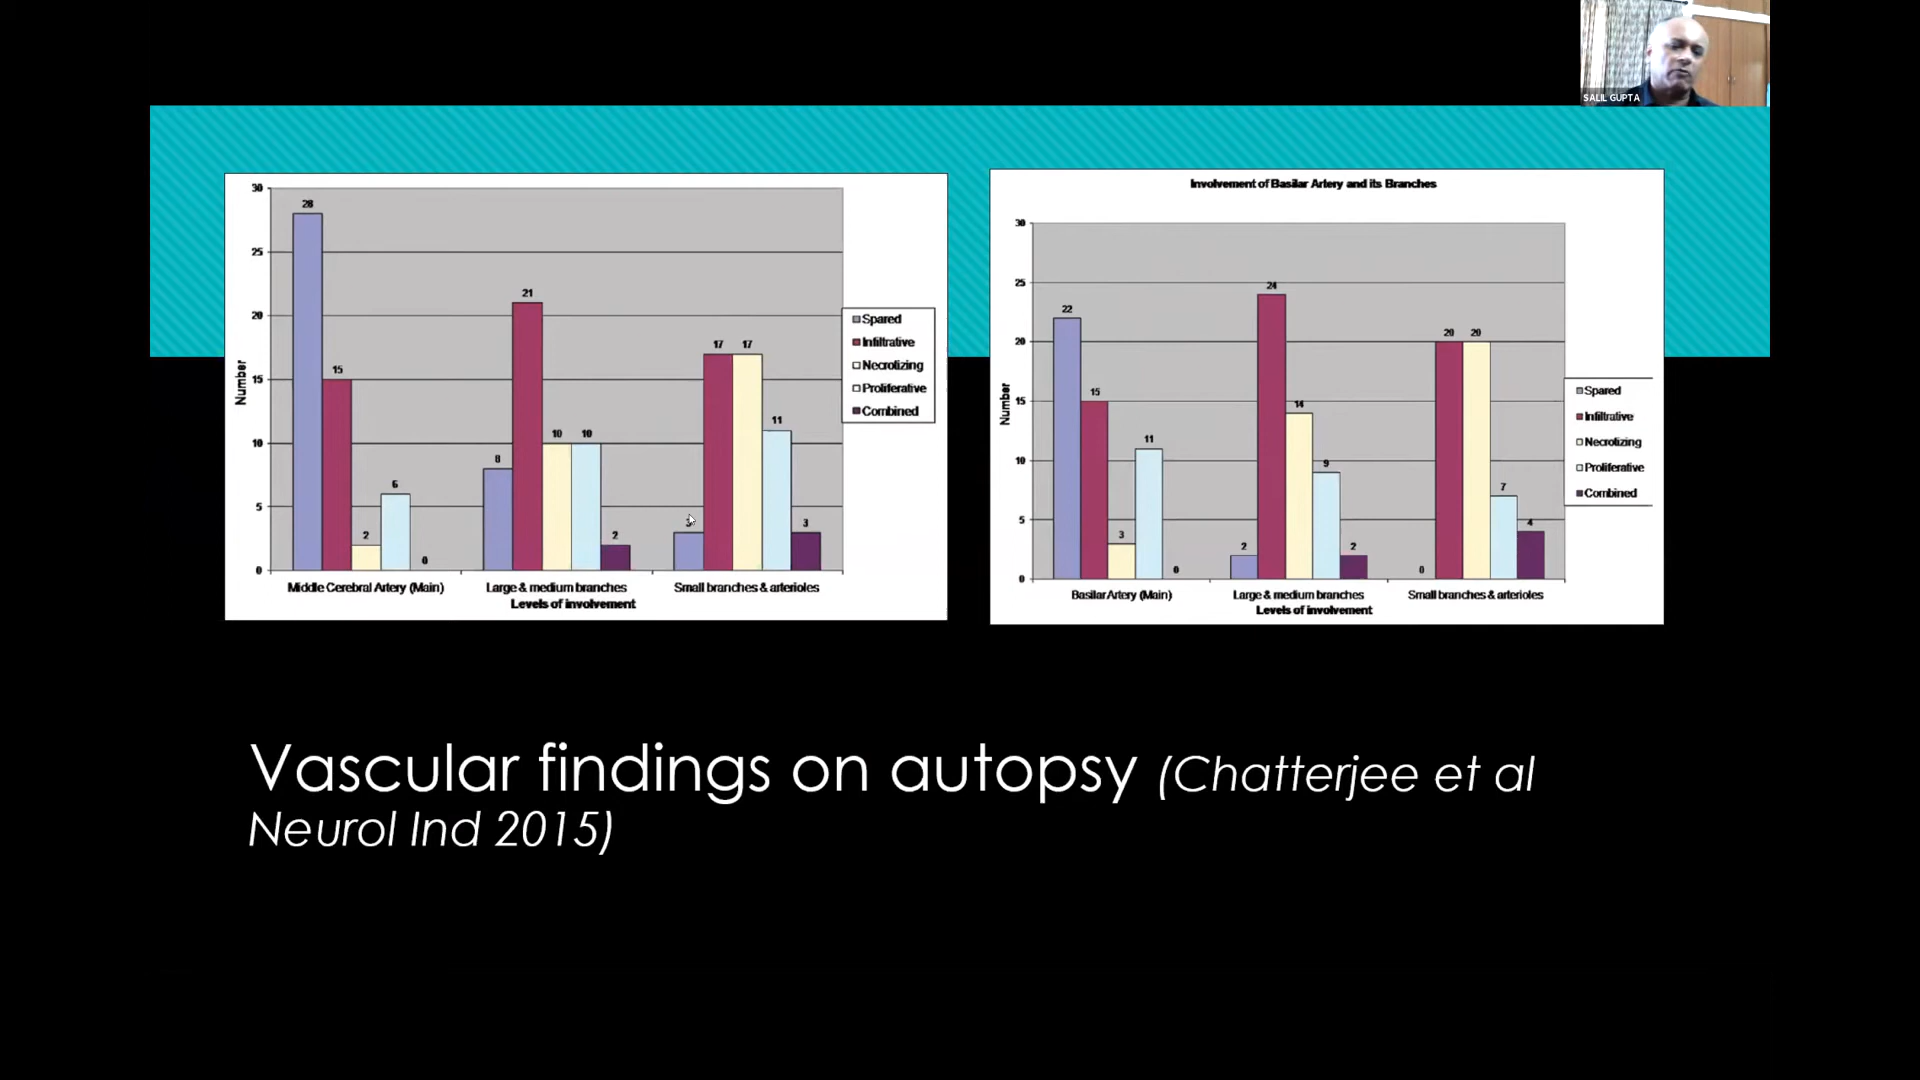 SALIL GUPTA
30
28
25
21
20
17 17
15
15
11
10
10 10
8
6
5
3
3
2
2
0
0
Number
Middle Cerebral Artery (Main)
Large & medium branches
Small branches & arterioles
Levels of involvement
Spared
Infiltrative
Necrotizing
Proliferative
Combined
Involvement of Basilar Artery and its Branches
30
25
24
22
20
20 20
15
15
14
11
10
9
7
5
4
3
2
2
0
0
0
Number
Basilar Artery (Main)
Large & medium branches
Small branches & arterioles
Levels of involvement
Spared
Infiltrative
Necrotizing
Proliferative
Combined
Vascular findings on autopsy (Chatterjee et al
Neurol Ind 2015)